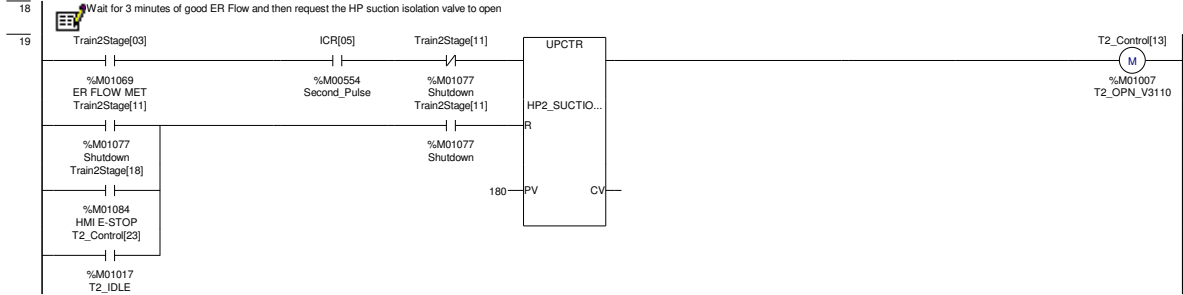 18
Wait for 3 minutes of good ER Flow and then request the HP suction isolation valve to open
19
Train2Stage[03] ICR[05] Train2Stage[11] UPCTR T2_Control[13]
M
%M01069 %M00554 %M01077 %M01007
ER FLOW MET Second_Pulse Shutdown T2_OPN_V3110
Train2Stage[11] Train2Stage[11] HP2_SUCTIO...
R
%M01077 %M01077
Shutdown Shutdown
Train2Stage[18]
180 PV CV
%M01084
HMI E-STOP
T2_Control[23]
%M01017
T2_IDLE